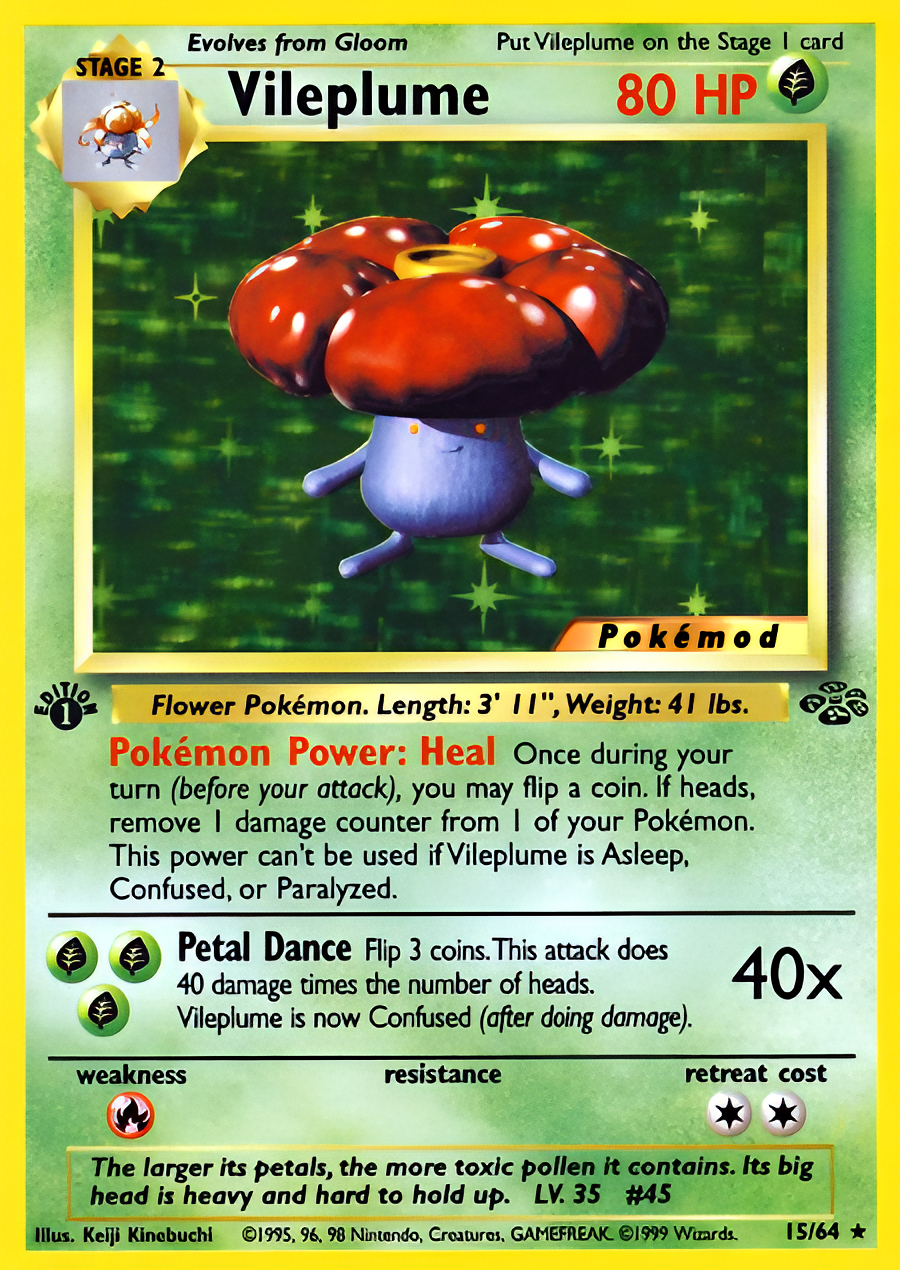 Evolves from Gloom
Put Vileplume on the Stage 1 card
STAGE 2
Vileplume
80 HP
Pokémod
EDITION
1
Flower Pokémon. Length: 3' 11", Weight: 41 lbs.
Pokémon Power: Heal Once during your
turn (before your attack), you may flip a coin. If heads,
remove 1 damage counter from 1 of your Pokémon.
This power can't be used if Vileplume is Asleep,
Confused, or Paralyzed.
Petal Dance Flip 3 coins. This attack does
40 damage times the number of heads.
Vileplume is now Confused (after doing damage).
40x
weakness
resistance
retreat cost
The larger its petals, the more toxic pollen it contains. Its big
head is heavy and hard to hold up. LV. 35 #45
Illus. Keiji Kinobuchi
©1995, 96, 98 Nintendo, Creatures, GAMEFREAK. ©1999 Wizards.
15/64 ★